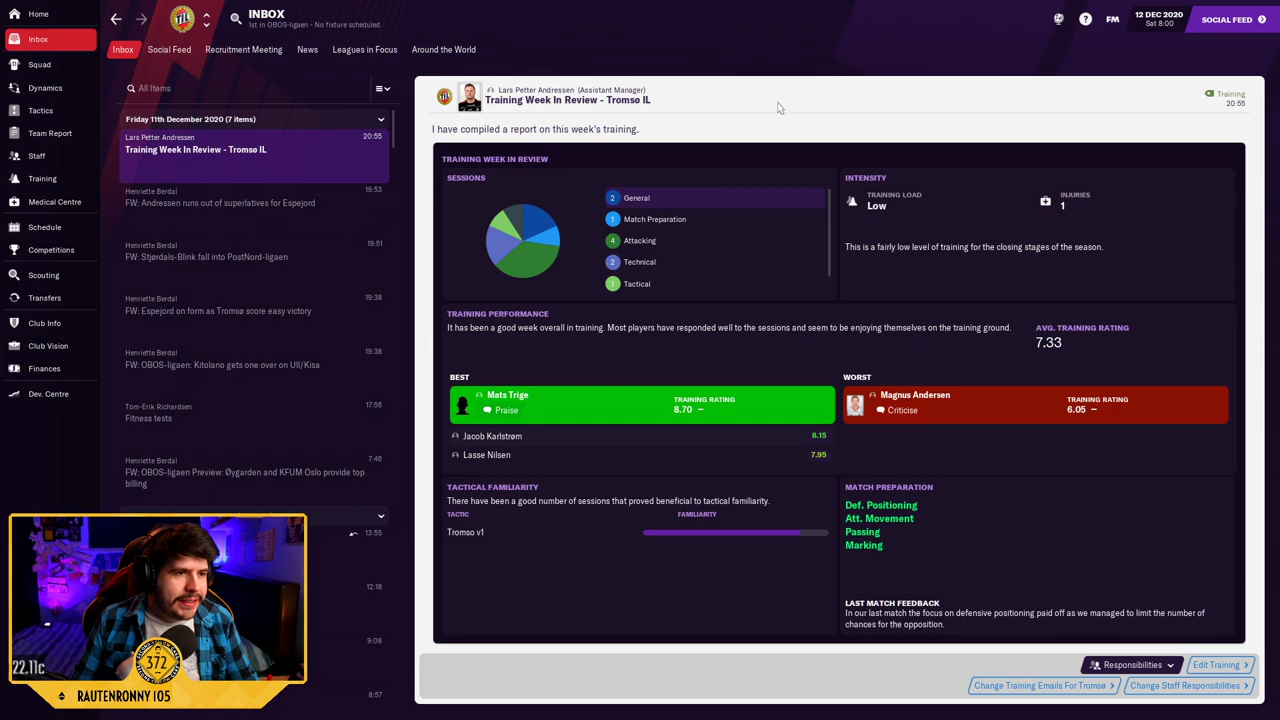 Home
INBOX
1st in OBOS-ligaen - No fixture scheduled.
FM
12 DEC 2020
Sat 8:00
SOCIAL FEED
Inbox
Inbox
Social Feed
Recruitment Meeting
News
Leagues in Focus
Around the World
Squad
Dynamics
Tactics
Team Report
Staff
Training
Medical Centre
Schedule
Competitions
Scouting
Transfers
Club Info
Club Vision
Finances
Dev. Centre
All Items
Friday 11th December 2020 (7 items)
Lars Petter Andressen
20:55
Training Week In Review - Tromsø IL
Henriette Berdal
19:53
FW: Andersen runs out of superlatives for Espejord
Henriette Berdal
19:51
FW: Stjørdals-Blink fall into PostNord-ligaen
Henriette Berdal
19:38
FW: Espejord on form as Tromsø score easy victory
Henriette Berdal
19:38
FW: OBOS-ligaen: Kitolano gets one over on Ull/Kisa
Tom-Erik Richardsen
17:56
Fitness tests
Henriette Berdal
7:46
FW: OBOS-ligaen Preview: Øygarden and KFUM Oslo provide top
billing
13:55
12:18
9:08
8:57
Lars Petter Andressen (Assistant Manager)
Training Week In Review - Tromsø IL
Training
20:55
I have compiled a report on this week's training.
TRAINING WEEK IN REVIEW
SESSIONS
2 General
1 Match Preparation
4 Attacking
2 Technical
1 Tactical
INTENSITY
TRAINING LOAD
Low
INJURIES
1
This is a fairly low level of training for the closing stages of the season.
TRAINING PERFORMANCE
It has been a good week overall in training. Most players have responded well to the sessions and seem to be enjoying themselves on the training ground.
AVG. TRAINING RATING
7.33
BEST
Mats Trige
Praise
TRAINING RATING
8.70 -
Jacob Karlstrøm
8.15
Lasse Nilsen
7.95
WORST
Magnus Andersen
Criticise
TRAINING RATING
6.05 -
TACTICAL FAMILIARITY
There have been a good number of sessions that proved beneficial to tactical familiarity.
TACTIC
FAMILIARITY
Tromso v1
MATCH PREPARATION
Def. Positioning
Att. Movement
Passing
Marking
LAST MATCH FEEDBACK
In our last match the focus on defensive positioning paid off as we managed to limit the number of
chances for the opposition.
Responsibilities
Edit Training
Change Training Emails For Tromsø
Change Staff Responsibilities
22.11c
372
RAUTENRONNY 105